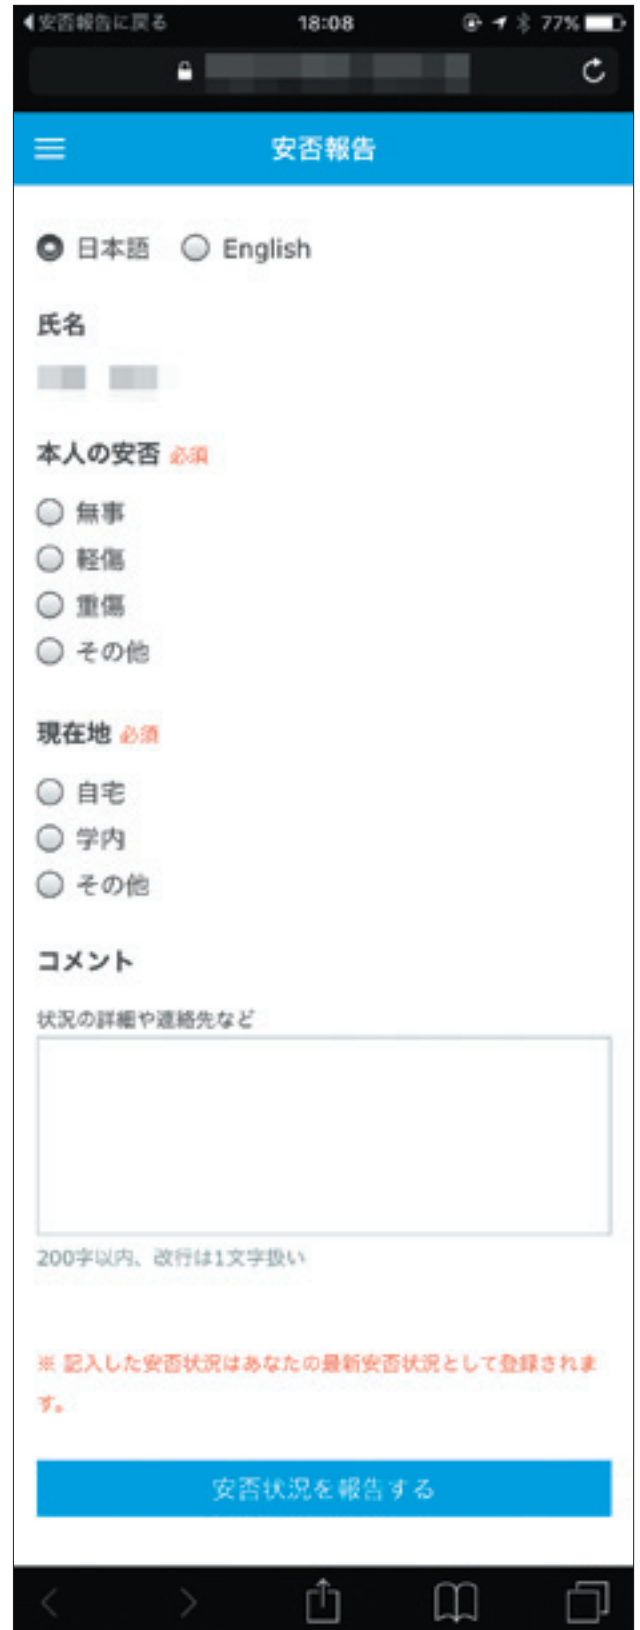 安否報告に戻る 18:08 77%
安否報告
日本語 English
氏名
本人の安否 必須
無事
軽傷
重傷
その他
現在地 必須
自宅
学内
その他
コメント
状況の詳細や連絡先など
200字以内、改行は1文字扱い
※ 記入した安否状況はあなたの最新安否状況として登録されま
す。
安否状況を報告する